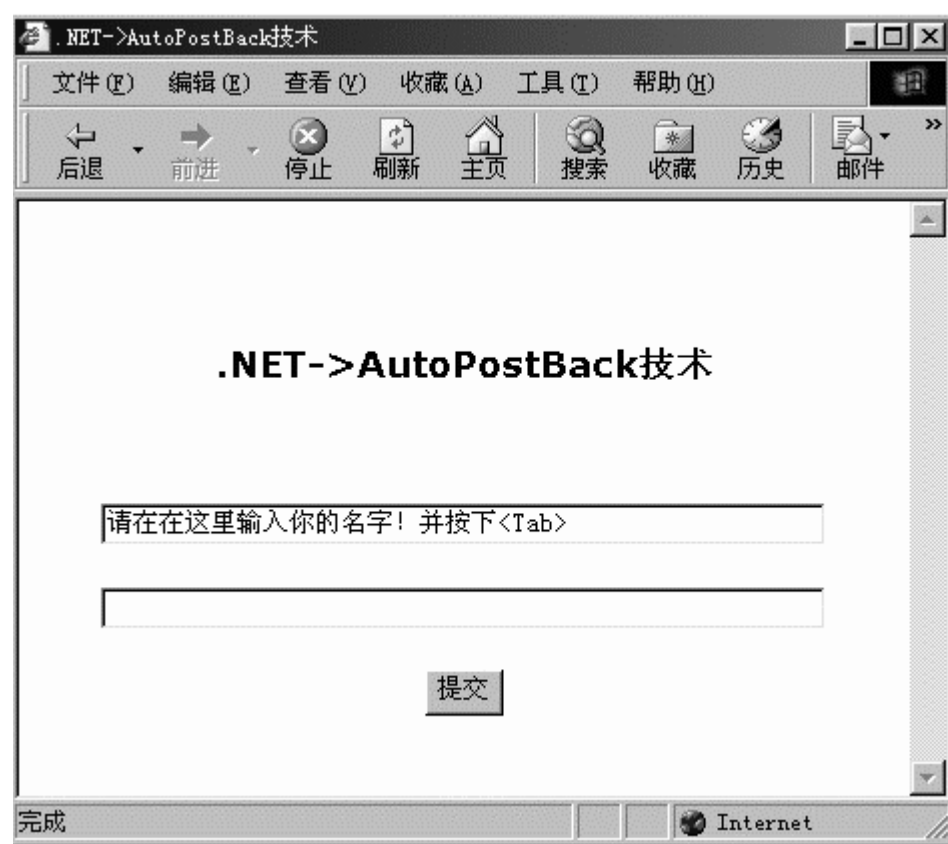 .NET->AutoPostBack技术
文件(F) 编辑(E) 查看(V) 收藏(A) 工具(T) 帮助(H)
后退 前进 停止 刷新 主页 搜索 收藏 历史 邮件 »
.NET->AutoPostBack技术
请在在这里输入你的名字! 并按下<Tab>
提交
完成 Internet